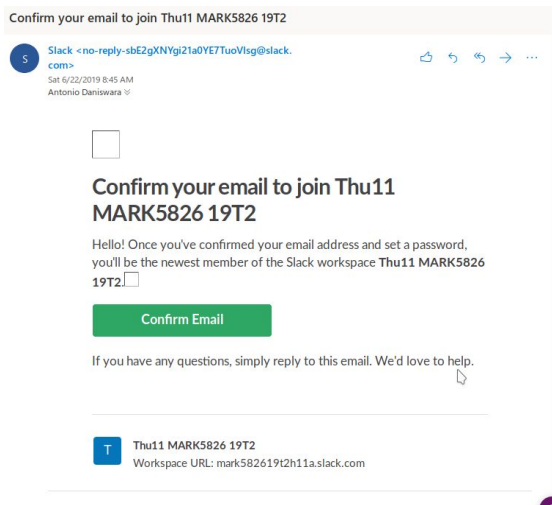 Confirm your email to join Thu11 MARK5826 19T2
S
Slack <no-reply-sbE2gXNYgi21a0YE7TuoVIsg@slack.
com>
Sat 6/22/2019 8:45 AM
Antonio Daniswara
Confirm your email to join Thu11
MARK5826 19T2
Hello! Once you've confirmed your email address and set a password,
you'll be the newest member of the Slack workspace Thu11 MARK5826
19T2.
Confirm Email
If you have any questions, simply reply to this email. We'd love to help.
T
Thu11 MARK5826 19T2
Workspace URL: mark582619t2h11a.slack.com